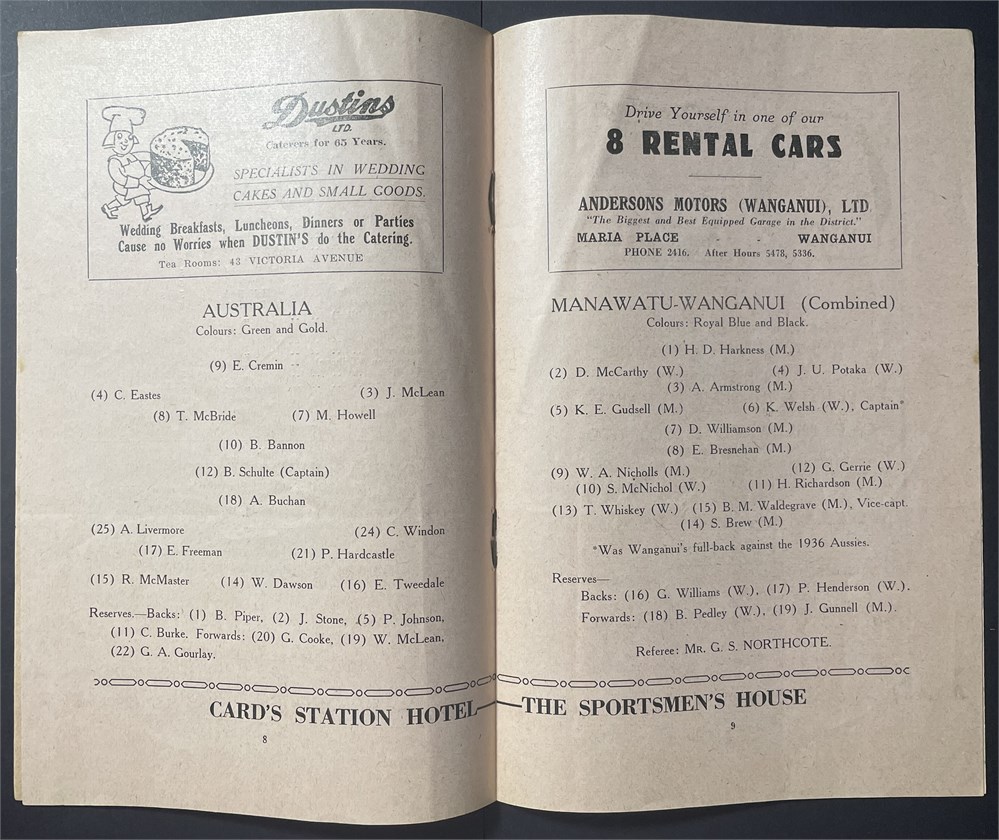 Dustins
LTD.
Caterers for 65 Years.
SPECIALISTS IN WEDDING
CAKES AND SMALL GOODS.
Wedding Breakfasts, Luncheons, Dinners or Parties
Cause no Worries when DUSTIN'S do the Catering.
Tea Rooms: 43 VICTORIA AVENUE
AUSTRALIA
Colours: Green and Gold.
(9) E. Cremin
(4) C. Eastes (3) J. McLean
(8) T. McBride (7) M. Howell
(10) B. Bannon
(12) B. Schulte (Captain)
(18) A. Buchan
(25) A. Livermore (24) C. Windon
(17) E. Freeman (21) P. Hardcastle
(15) R. McMaster (14) W. Dawson (16) E. Tweedale
Reserves.—Backs: (1) B. Piper, (2) J. Stone, (5) P. Johnson,
(11) C. Burke. Forwards: (20) G. Cooke, (19) W. McLean,
(22) G. A. Gourlay.
CARD'S STATION HOTEL—
8
Drive Yourself in one of our
8 RENTAL CARS
ANDERSONS MOTORS (WANGANUI), LTD
"The Biggest and Best Equipped Garage in the District."
MARIA PLACE - - WANGANUI
PHONE 2416. After Hours 5478, 5336.
MANAWATU-WANGANUI (Combined)
Colours: Royal Blue and Black.
(1) H. D. Harkness (M.)
(2) D. McCarthy (W.) (4) J. U. Potaka (W.)
(3) A. Armstrong (M.)
(5) K. E. Gudsell (M.) (6) K. Welsh (W.), Captain*
(7) D. Williamson (M.)
(8) E. Bresnehan (M.)
(9) W. A. Nicholls (M.) (12) G. Gerrie (W.)
(10) S. McNichol (W.) (11) H. Richardson (M.)
(13) T. Whiskey (W.) (15) B. M. Waldegrave (M.), Vice-capt.
(14) S. Brew (M.)
*Was Wanganui's full-back against the 1936 Aussies.
Reserves—
Backs: (16) G. Williams (W.), (17) P. Henderson (W.),
Forwards: (18) B. Pedley (W.), (19) J. Gunnell (M.).
Referee: MR. G. S. NORTHCOTE.
—THE SPORTSMEN'S HOUSE
9